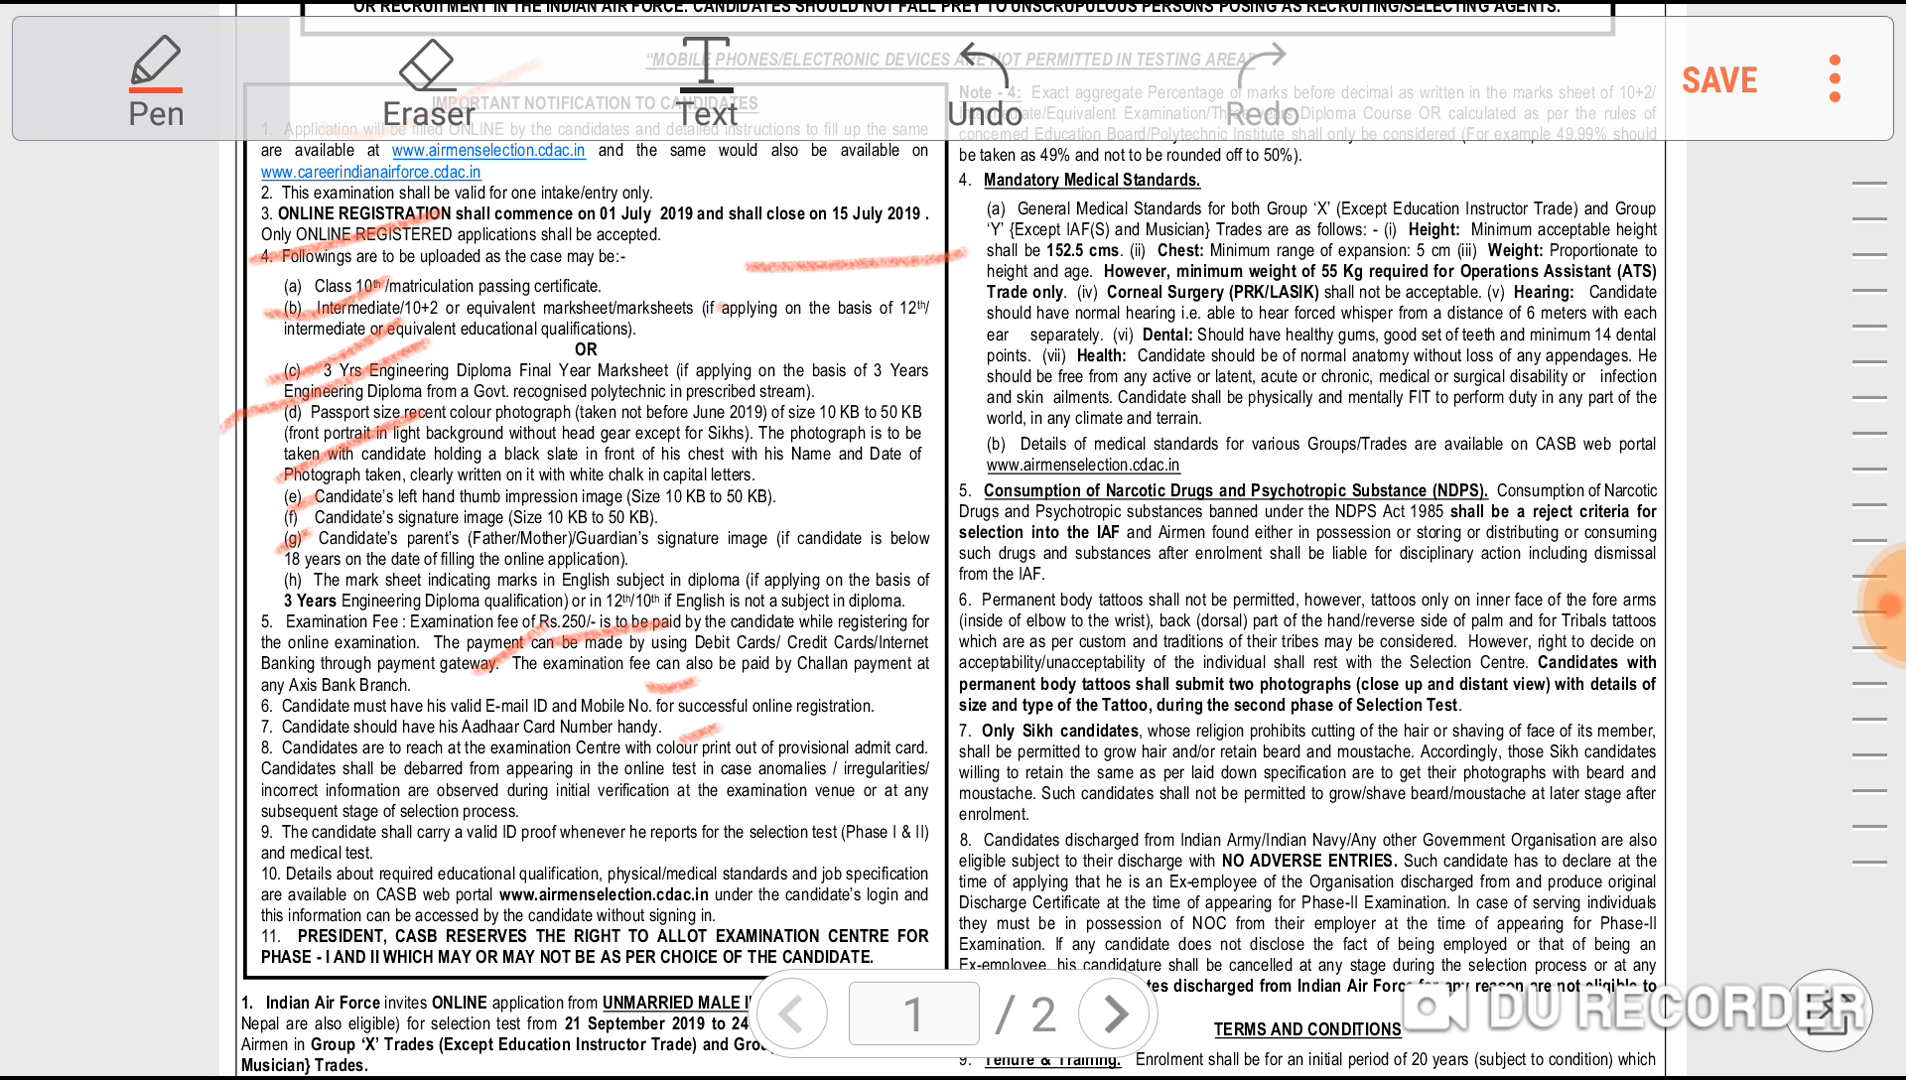 OR RECRUITMENT IN THE INDIAN AIR FORCE. CANDIDATES SHOULD NOT FALL PREY TO UNSCRUPULOUS PERSONS POSING AS RECRUITING/SELECTING AGENTS.
Pen
Eraser
Text
Undo
Redo
SAVE
"MOBILE PHONES/ELECTRONIC DEVICES ARE NOT PERMITTED IN TESTING AREA"
IMPORTANT NOTIFICATION TO CANDIDATES
1. Application will be filled ONLINE by the candidates and detailed instructions to fill up the same
are available at www.airmenselection.cdac.in and the same would also be available on
www.careerindianairforce.cdac.in
2. This examination shall be valid for one intake/entry only.
3. ONLINE REGISTRATION shall commence on 01 July 2019 and shall close on 15 July 2019 .
Only ONLINE REGISTERED applications shall be accepted.
4. Followings are to be uploaded as the case may be:-
(a) Class 10th /matriculation passing certificate.
(b) Intermediate/10+2 or equivalent marksheet/marksheets (if applying on the basis of 12th/
intermediate or equivalent educational qualifications).
OR
(c) 3 Yrs Engineering Diploma Final Year Marksheet (if applying on the basis of 3 Years
Engineering Diploma from a Govt. recognised polytechnic in prescribed stream).
(d) Passport size recent colour photograph (taken not before June 2019) of size 10 KB to 50 KB
(front portrait in light background without head gear except for Sikhs). The photograph is to be
taken with candidate holding a black slate in front of his chest with his Name and Date of
Photograph taken, clearly written on it with white chalk in capital letters.
(e) Candidate's left hand thumb impression image (Size 10 KB to 50 KB).
(f) Candidate's signature image (Size 10 KB to 50 KB).
(g) Candidate's parent's (Father/Mother)/Guardian's signature image (if candidate is below
18 years on the date of filling the online application).
(h) The mark sheet indicating marks in English subject in diploma (if applying on the basis of
3 Years Engineering Diploma qualification) or in 12th/10th if English is not a subject in diploma.
5. Examination Fee : Examination fee of Rs.250/- is to be paid by the candidate while registering for
the online examination. The payment can be made by using Debit Cards/ Credit Cards/Internet
Banking through payment gateway. The examination fee can also be paid by Challan payment at
any Axis Bank Branch.
6. Candidate must have his valid E-mail ID and Mobile No. for successful online registration.
7. Candidate should have his Aadhaar Card Number handy.
8. Candidates are to reach at the examination Centre with colour print out of provisional admit card.
Candidates shall be debarred from appearing in the online test in case anomalies / irregularities/
incorrect information are observed during initial verification at the examination venue or at any
subsequent stage of selection process.
9. The candidate shall carry a valid ID proof whenever he reports for the selection test (Phase I & II)
and medical test.
10. Details about required educational qualification, physical/medical standards and job specification
are available on CASB web portal www.airmenselection.cdac.in under the candidate's login and
this information can be accessed by the candidate without signing in.
11. PRESIDENT, CASB RESERVES THE RIGHT TO ALLOT EXAMINATION CENTRE FOR
PHASE - I AND II WHICH MAY OR MAY NOT BE AS PER CHOICE OF THE CANDIDATE.
1. Indian Air Force invites ONLINE application from UNMARRIED MALE
Nepal are also eligible) for selection test from 21 September 2019 to 24
Airmen in Group 'X' Trades (Except Education Instructor Trade) and
Musician} Trades.
Note - 4: Exact aggregate Percentage of marks before decimal as written in the marks sheet of 10+2/
Examination/Three Years Diploma Course OR calculated as per the rules of
concerned Education Board/Polytechnic Institute shall only be considered (For example 49.99% should
be taken as 49% and not to be rounded off to 50%).
4. Mandatory Medical Standards.
(a) General Medical Standards for both Group 'X' (Except Education Instructor Trade) and Group
'Y' {Except IAF(S) and Musician} Trades are as follows: - (i) Height: Minimum acceptable height
shall be 152.5 cms. (ii) Chest: Minimum range of expansion: 5 cm (iii) Weight: Proportionate to
height and age. However, minimum weight of 55 Kg required for Operations Assistant (ATS)
Trade only. (iv) Corneal Surgery (PRK/LASIK) shall not be acceptable. (v) Hearing: Candidate
should have normal hearing i.e. able to hear forced whisper from a distance of 6 meters with each
ear separately. (vi) Dental: Should have healthy gums, good set of teeth and minimum 14 dental
points. (vii) Health: Candidate should be of normal anatomy without loss of any appendages. He
should be free from any active or latent, acute or chronic, medical or surgical disability or infection
and skin ailments. Candidate shall be physically and mentally FIT to perform duty in any part of the
world, in any climate and terrain.
(b) Details of medical standards for various Groups/Trades are available on CASB web portal
www.airmenselection.cdac.in
5. Consumption of Narcotic Drugs and Psychotropic Substance (NDPS). Consumption of Narcotic
Drugs and Psychotropic substances banned under the NDPS Act 1985 shall be a reject criteria for
selection into the IAF and Airmen found either in possession or storing or distributing or consuming
such drugs and substances after enrolment shall be liable for disciplinary action including dismissal
from the IAF.
6. Permanent body tattoos shall not be permitted, however, tattoos only on inner face of the fore arms
(inside of elbow to the wrist), back (dorsal) part of the hand/reverse side of palm and for Tribals tattoos
which are as per custom and traditions of their tribes may be considered. However, right to decide on
acceptability/unacceptability of the individual shall rest with the Selection Centre. Candidates with
permanent body tattoos shall submit two photographs (close up and distant view) with details of
size and type of the Tattoo, during the second phase of Selection Test.
7. Only Sikh candidates, whose religion prohibits cutting of the hair or shaving of face of its member,
shall be permitted to grow hair and/or retain beard and moustache. Accordingly, those Sikh candidates
willing to retain the same as per laid down specification are to get their photographs with beard and
moustache. Such candidates shall not be permitted to grow/shave beard/moustache at later stage after
enrolment.
8. Candidates discharged from Indian Army/Indian Navy/Any other Government Organisation are also
eligible subject to their discharge with NO ADVERSE ENTRIES. Such candidate has to declare at the
time of applying that he is an Ex-employee of the Organisation discharged from and produce original
Discharge Certificate at the time of appearing for Phase-II Examination. In case of serving individuals
they must be in possession of NOC from their employer at the time of appearing for Phase-II
Examination. If any candidate does not disclose the fact of being employed or that of being an
Ex-employee, his candidature shall be cancelled at any stage during the selection process or at any
discharged from Indian Air Force for any reason are not eligible to
TERMS AND CONDITIONS
9. Tenure & Training. Enrolment shall be for an initial period of 20 years (subject to condition) which
1 / 2
DU RECORDER